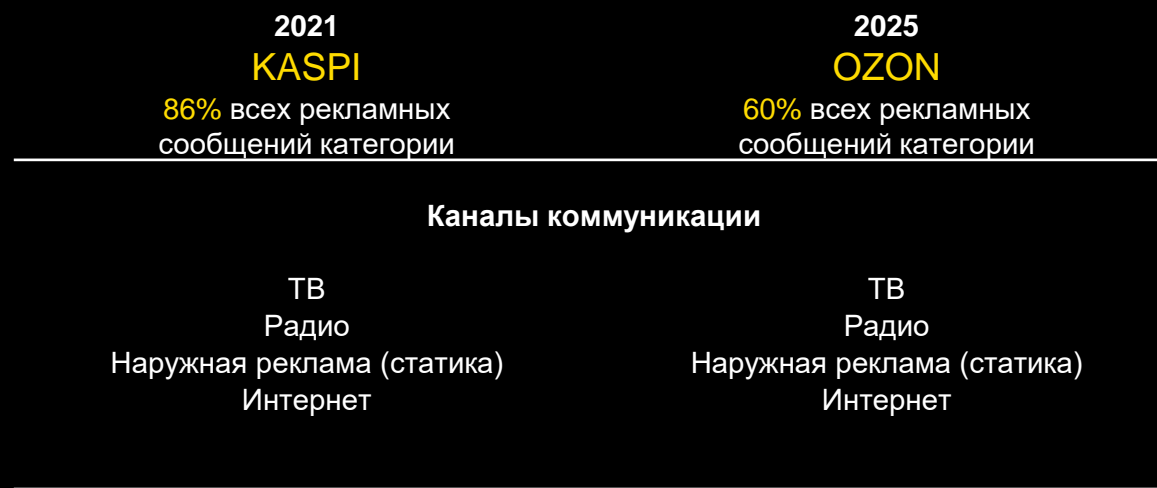 2021
KASPI
86% всех рекламных
сообщений категории
2025
OZON
60% всех рекламных
сообщений категории
Каналы коммуникации
ТВ
Радио
Наружная реклама (статика)
Интернет
ТВ
Радио
Наружная реклама (статика)
Интернет